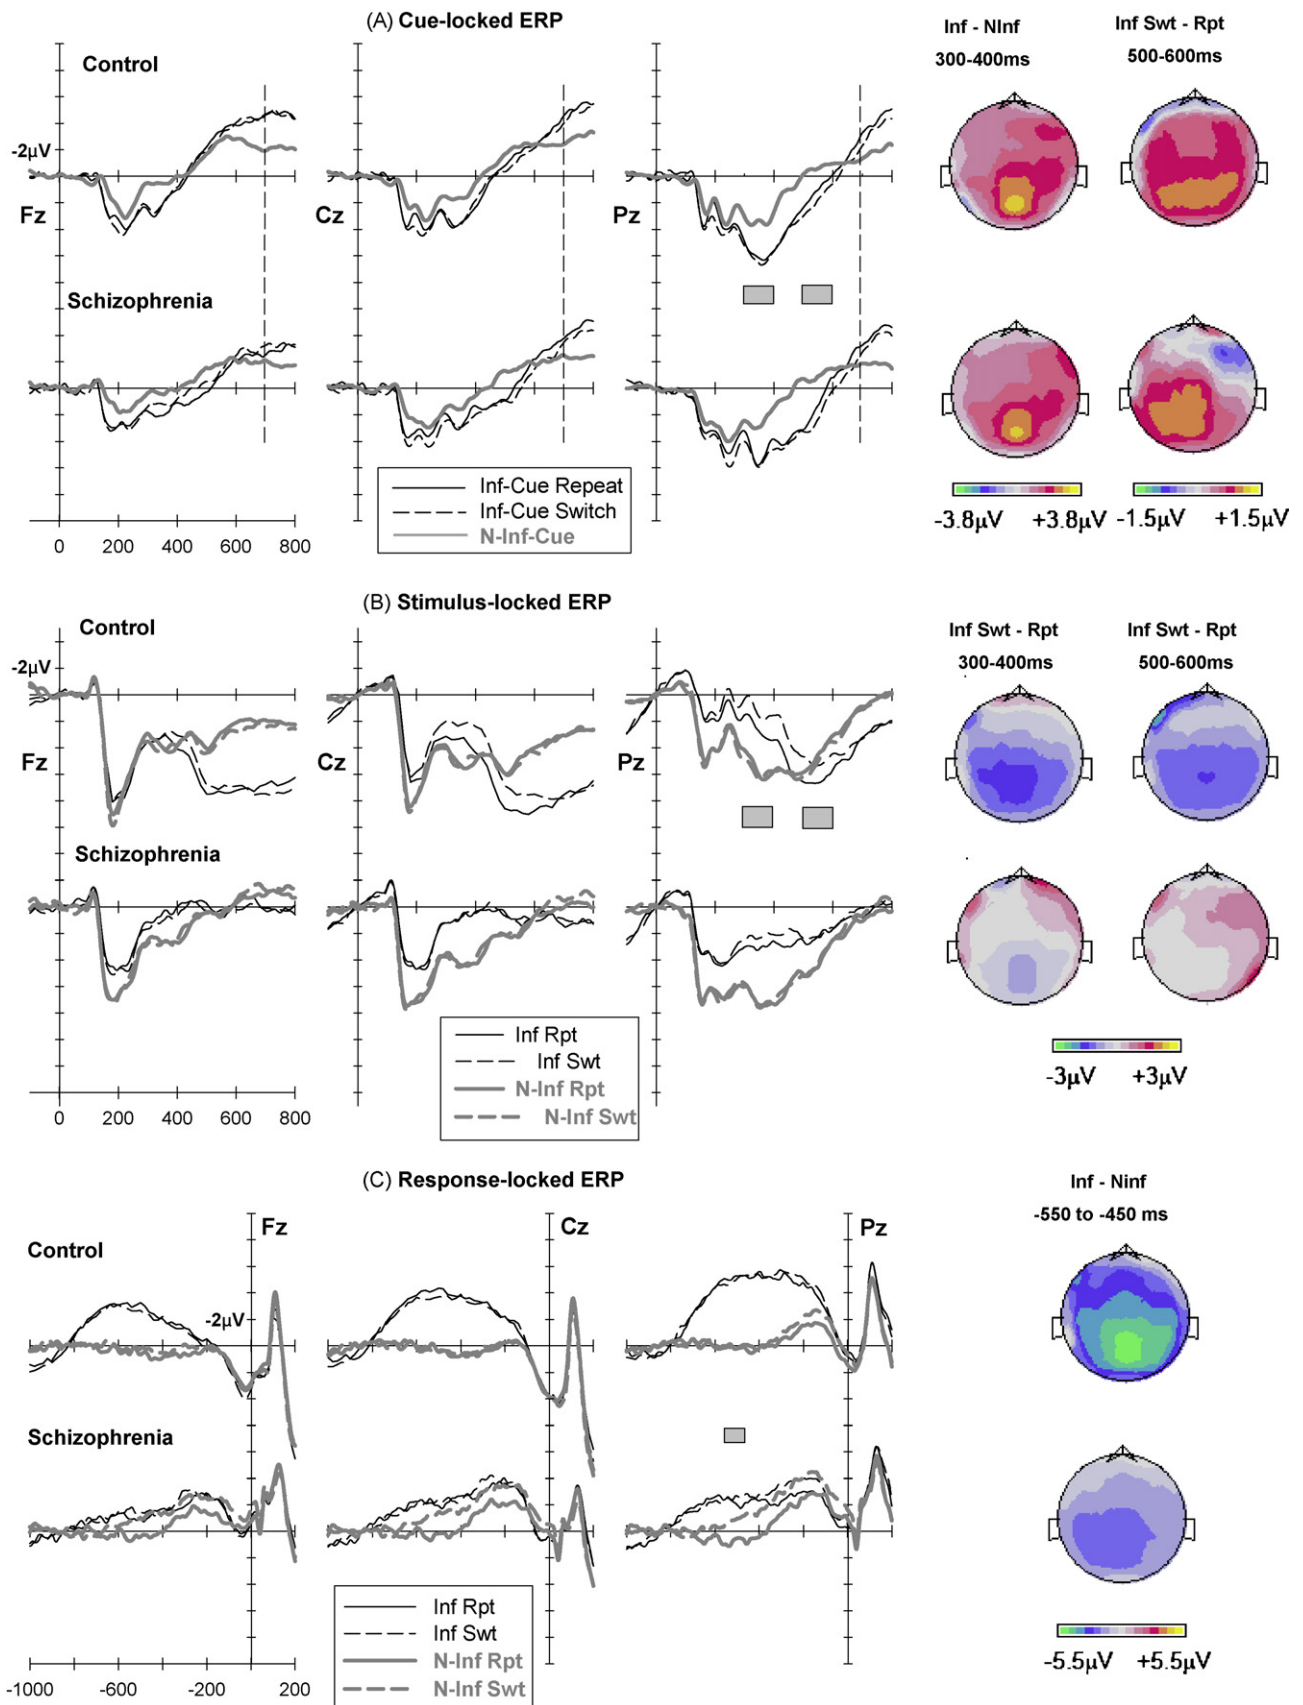 (A) Cue-locked ERP
Inf - NInf
300-400ms
Inf Swt - Rpt
500-600ms
Control
-2µV
Fz
Cz
Pz
Schizophrenia
Inf-Cue Repeat
Inf-Cue Switch
N-Inf-Cue
0 200 400 600 800
-3.8µV +3.8µV
-1.5µV +1.5µV
(B) Stimulus-locked ERP
Control
Inf Swt - Rpt
300-400ms
Inf Swt - Rpt
500-600ms
-2µV
Fz
Cz
Pz
Schizophrenia
Inf Rpt
Inf Swt
N-Inf Rpt
N-Inf Swt
0 200 400 600 800
-3µV +3µV
(C) Response-locked ERP
Inf - Ninf
-550 to -450 ms
Fz
Cz
Pz
Control
-2µV
Schizophrenia
Inf Rpt
Inf Swt
N-Inf Rpt
N-Inf Swt
-1000 -600 -200 200
-5.5µV +5.5µV